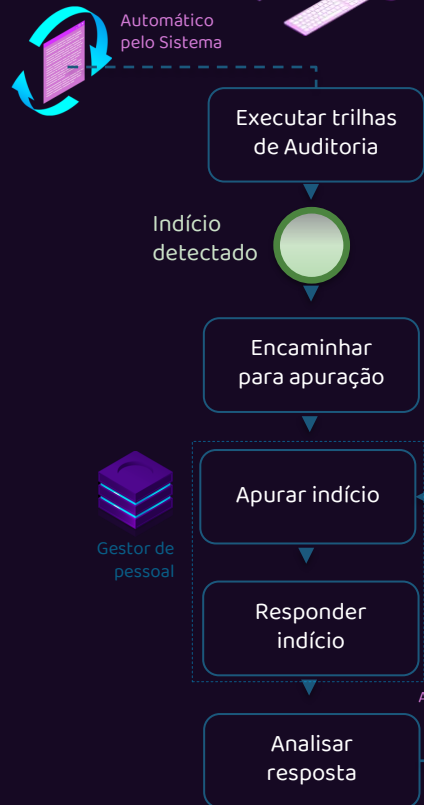 Automático
pelo Sistema
Executar trilhas
de Auditoria
Indício
detectado
Encaminhar
para apuração
Apurar indício
Gestor de
pessoal
Responder
indício
Analisar
resposta